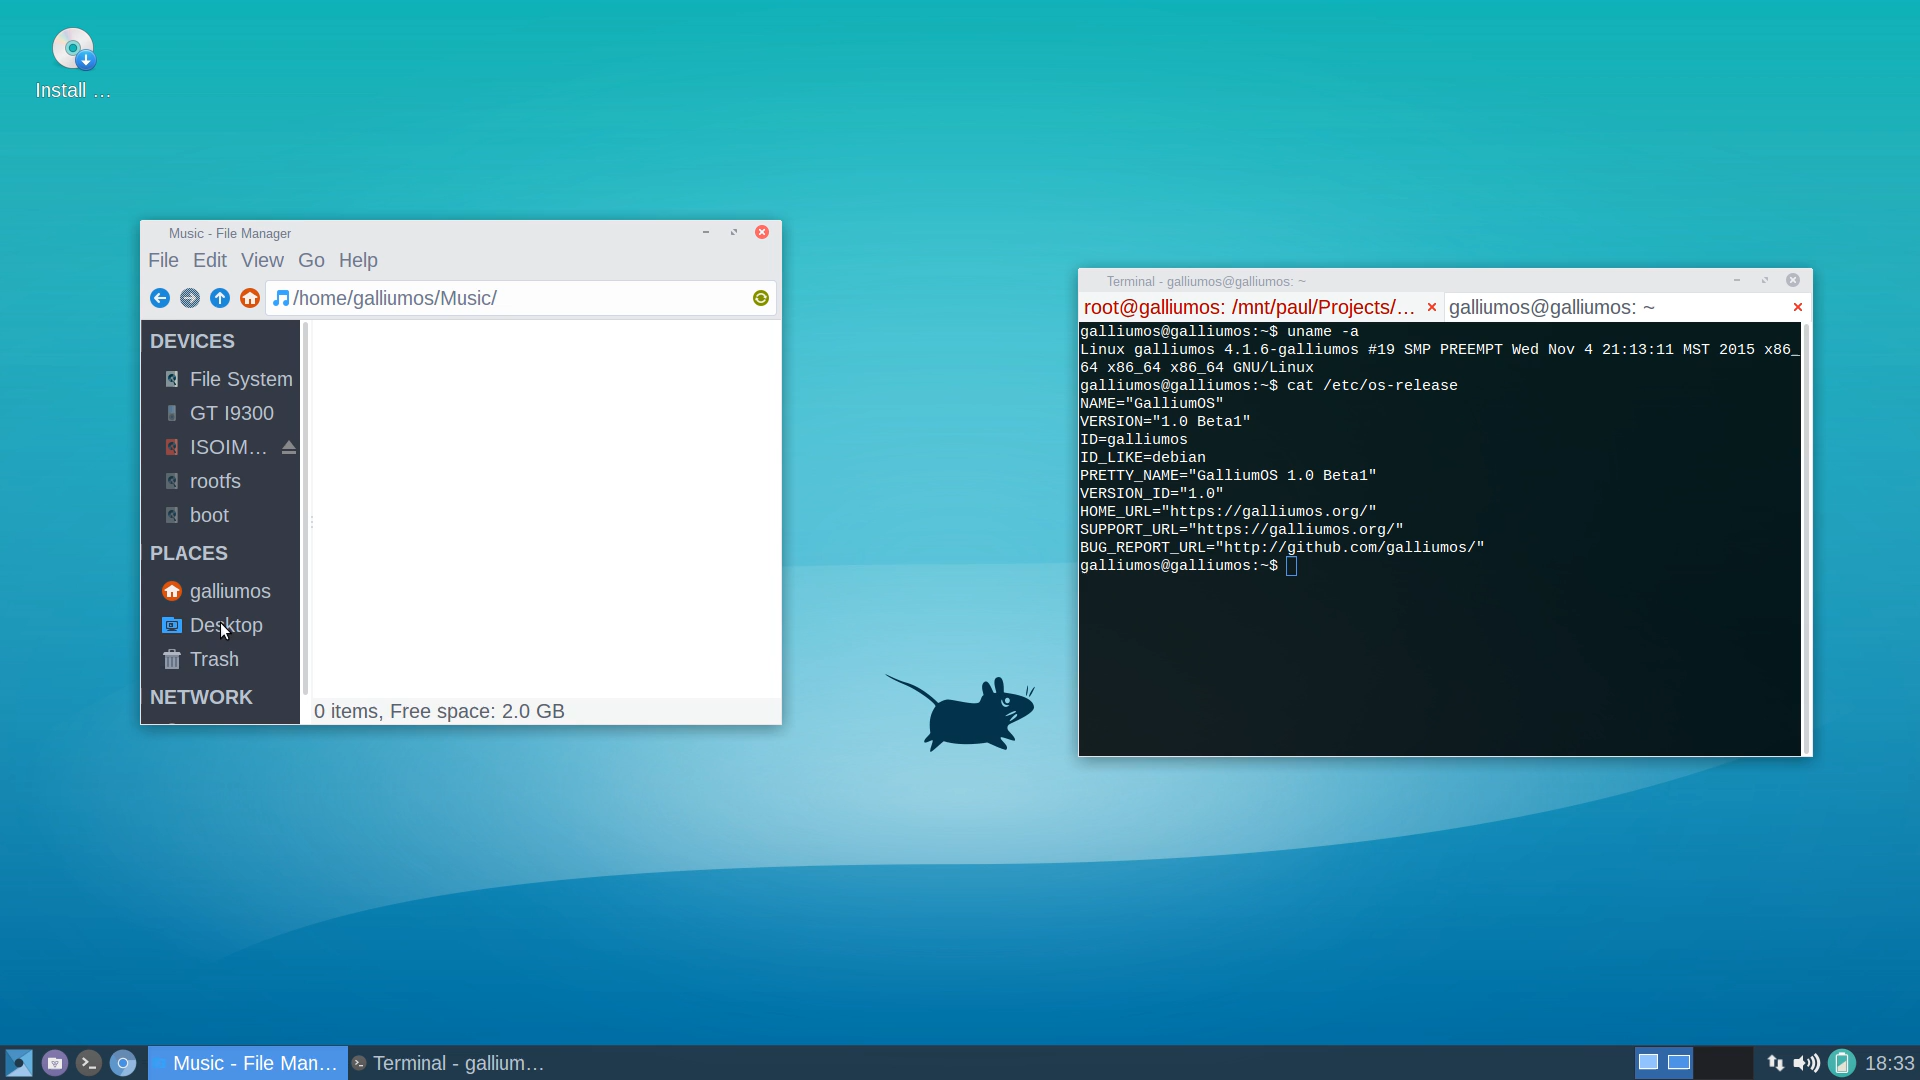 Install ...
Music - File Manager
File Edit View Go Help
/home/galliumos/Music/
DEVICES
File System
GT I9300
ISOIM...
rootfs
boot
PLACES
galliumos
Desktop
Trash
NETWORK
0 items, Free space: 2.0 GB
Terminal - galliumos@galliumos: ~
root@galliumos: /mnt/paul/Projects/... galliumos@galliumos: ~
galliumos@galliumos:~$ uname -a
Linux galliumos 4.1.6-galliumos #19 SMP PREEMPT Wed Nov 4 21:13:11 MST 2015 x86_
64 x86_64 x86_64 GNU/Linux
galliumos@galliumos:~$ cat /etc/os-release
NAME="GalliumOS"
VERSION="1.0 Beta1"
ID=galliumos
ID_LIKE=debian
PRETTY_NAME="GalliumOS 1.0 Beta1"
VERSION_ID="1.0"
HOME_URL="https://galliumos.org/"
SUPPORT_URL="https://galliumos.org/"
BUG_REPORT_URL="http://github.com/galliumos/"
galliumos@galliumos:~$
Music - File Man... Terminal - gallium... 18:33